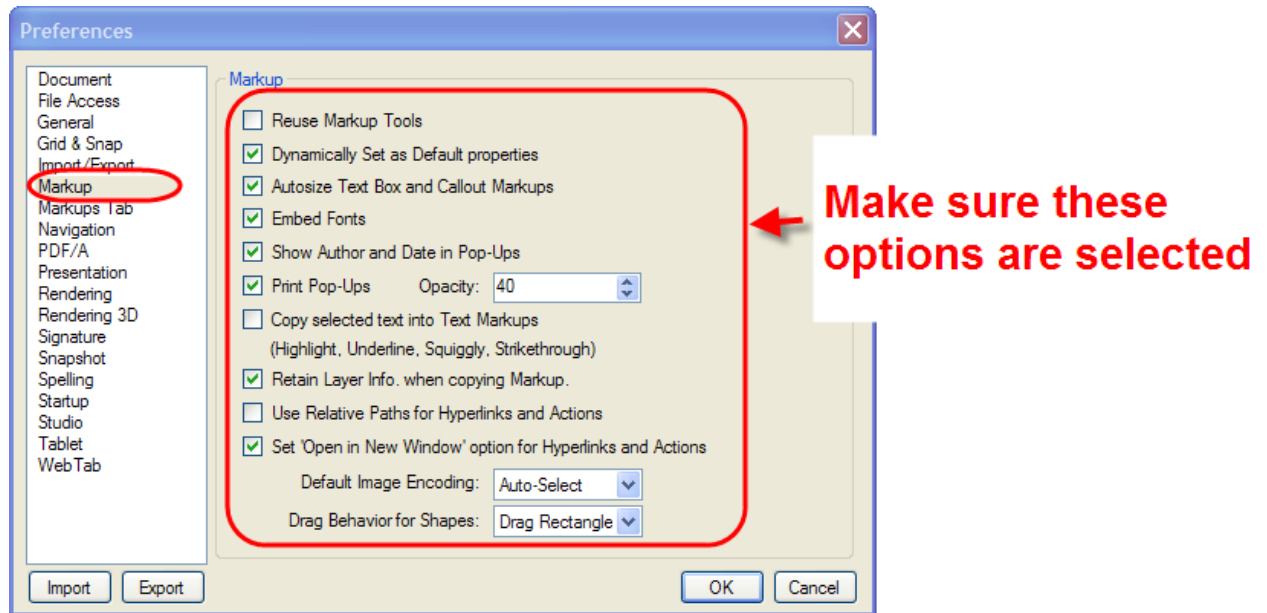 Preferences
Document
File Access
General
Grid & Snap
Import/Export
Markup
Markups Tab
Navigation
PDF/A
Presentation
Rendering
Rendering 3D
Signature
Snapshot
Spelling
Startup
Studio
Tablet
WebTab
Markup
Reuse Markup Tools
Dynamically Set as Default properties
Autosize Text Box and Callout Markups
Embed Fonts
Show Author and Date in Pop-Ups
Print Pop-Ups Opacity: 40
Copy selected text into Text Markups
(Highlight, Underline, Squiggly, Strikethrough)
Retain Layer Info. when copying Markup.
Use Relative Paths for Hyperlinks and Actions
Set 'Open in New Window' option for Hyperlinks and Actions
Default Image Encoding: Auto-Select
Drag Behavior for Shapes: Drag Rectangle
Make sure these
options are selected
Import Export OK Cancel